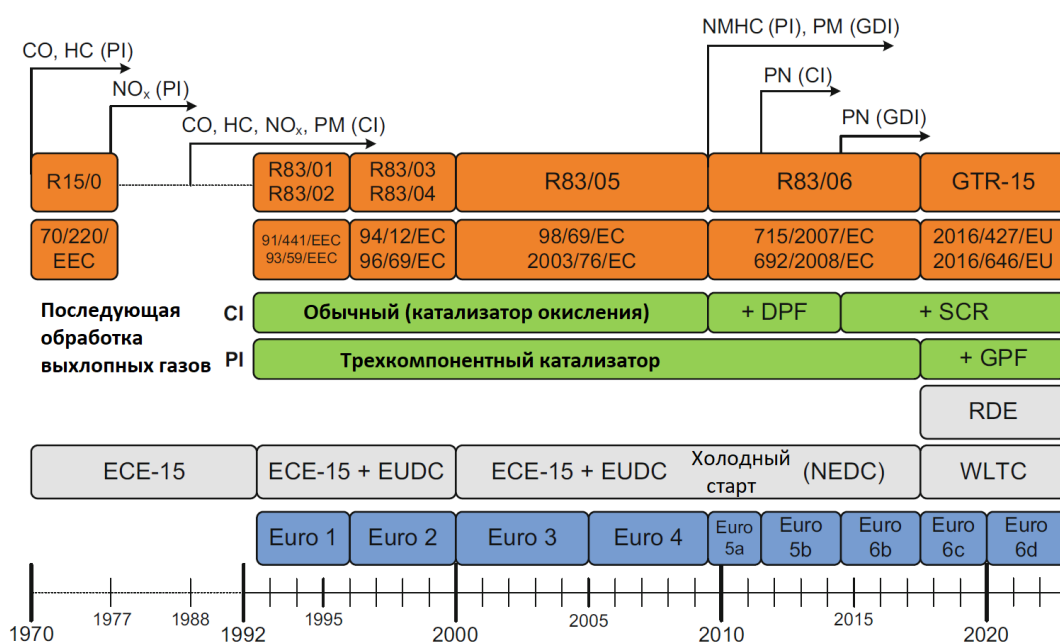 NMHC (PI), PM (GDI)
CO, HC (PI)
NOₓ (PI)
PN (CI)
CO, HC, NOₓ, PM (CI)
PN (GDI)
R15/0
R83/01
R83/02
R83/03
R83/04
R83/05
R83/06
GTR-15
70/220/
EEC
91/441/EEC
93/59/EEC
94/12/EC
96/69/EC
98/69/EC
2003/76/EC
715/2007/EC
692/2008/EC
2016/427/EU
2016/646/EU
Последующая
обработка
выхлопных газов
CI
Обычный (катализатор окисления)
+ DPF
+ SCR
PI
Трехкомпонентный катализатор
+ GPF
RDE
ECE-15
ECE-15 + EUDC
ECE-15 + EUDC
Холодный
старт
(NEDC)
WLTC
Euro 1
Euro 2
Euro 3
Euro 4
Euro
5a
Euro
5b
Euro
6b
Euro
6c
Euro
6d
1970
1977
1988
1992
1995
2000
2005
2010
2015
2020